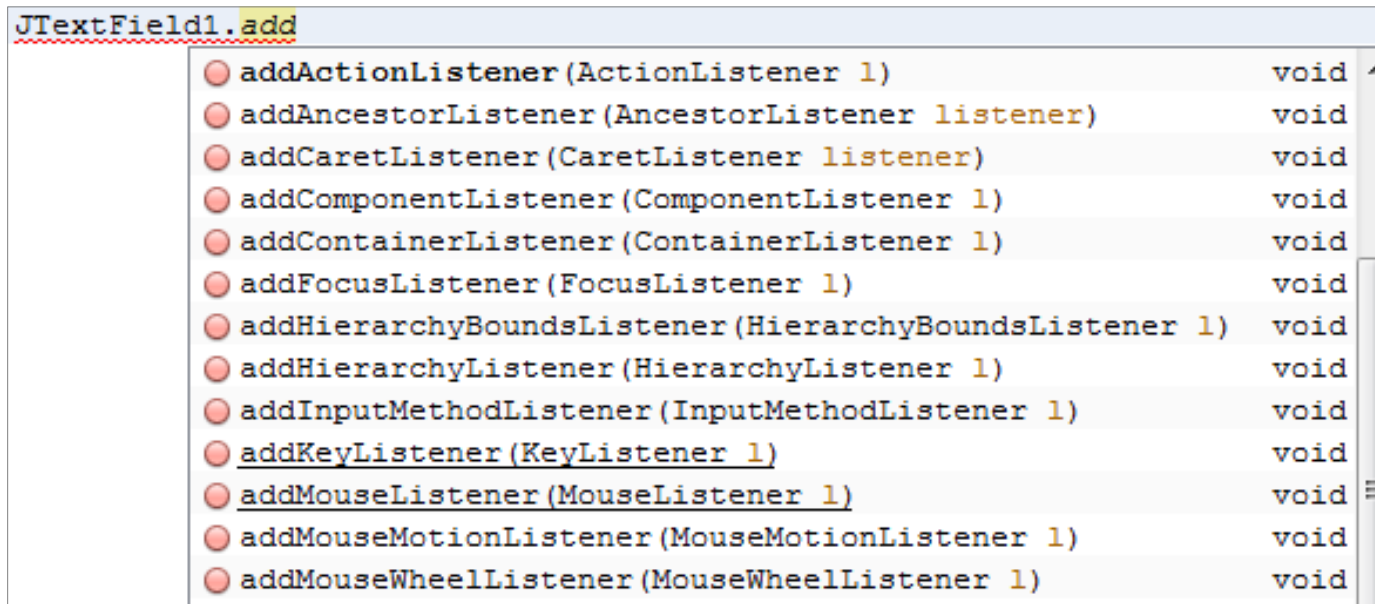 JTextField1.add
addActionListener(ActionListener l) void
addAncestorListener(AncestorListener listener) void
addCaretListener(CaretListener listener) void
addComponentListener(ComponentListener l) void
addContainerListener(ContainerListener l) void
addFocusListener(FocusListener l) void
addHierarchyBoundsListener(HierarchyBoundsListener l) void
addHierarchyListener(HierarchyListener l) void
addInputMethodListener(InputMethodListener l) void
addKeyListener(KeyListener l) void
addMouseListener(MouseListener l) void
addMouseMotionListener(MouseMotionListener l) void
addMouseWheelListener(MouseWheelListener l) void